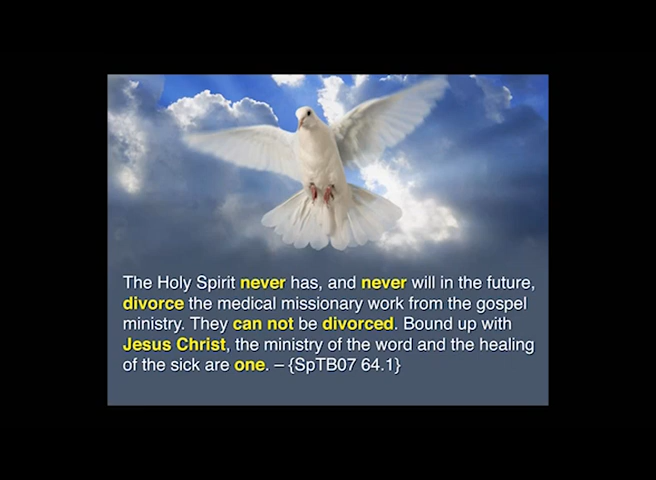 The Holy Spirit never has, and never will in the future,
divorce the medical missionary work from the gospel
ministry. They can not be divorced. Bound up with
Jesus Christ, the ministry of the word and the healing
of the sick are one. – {SpTB07 64.1}